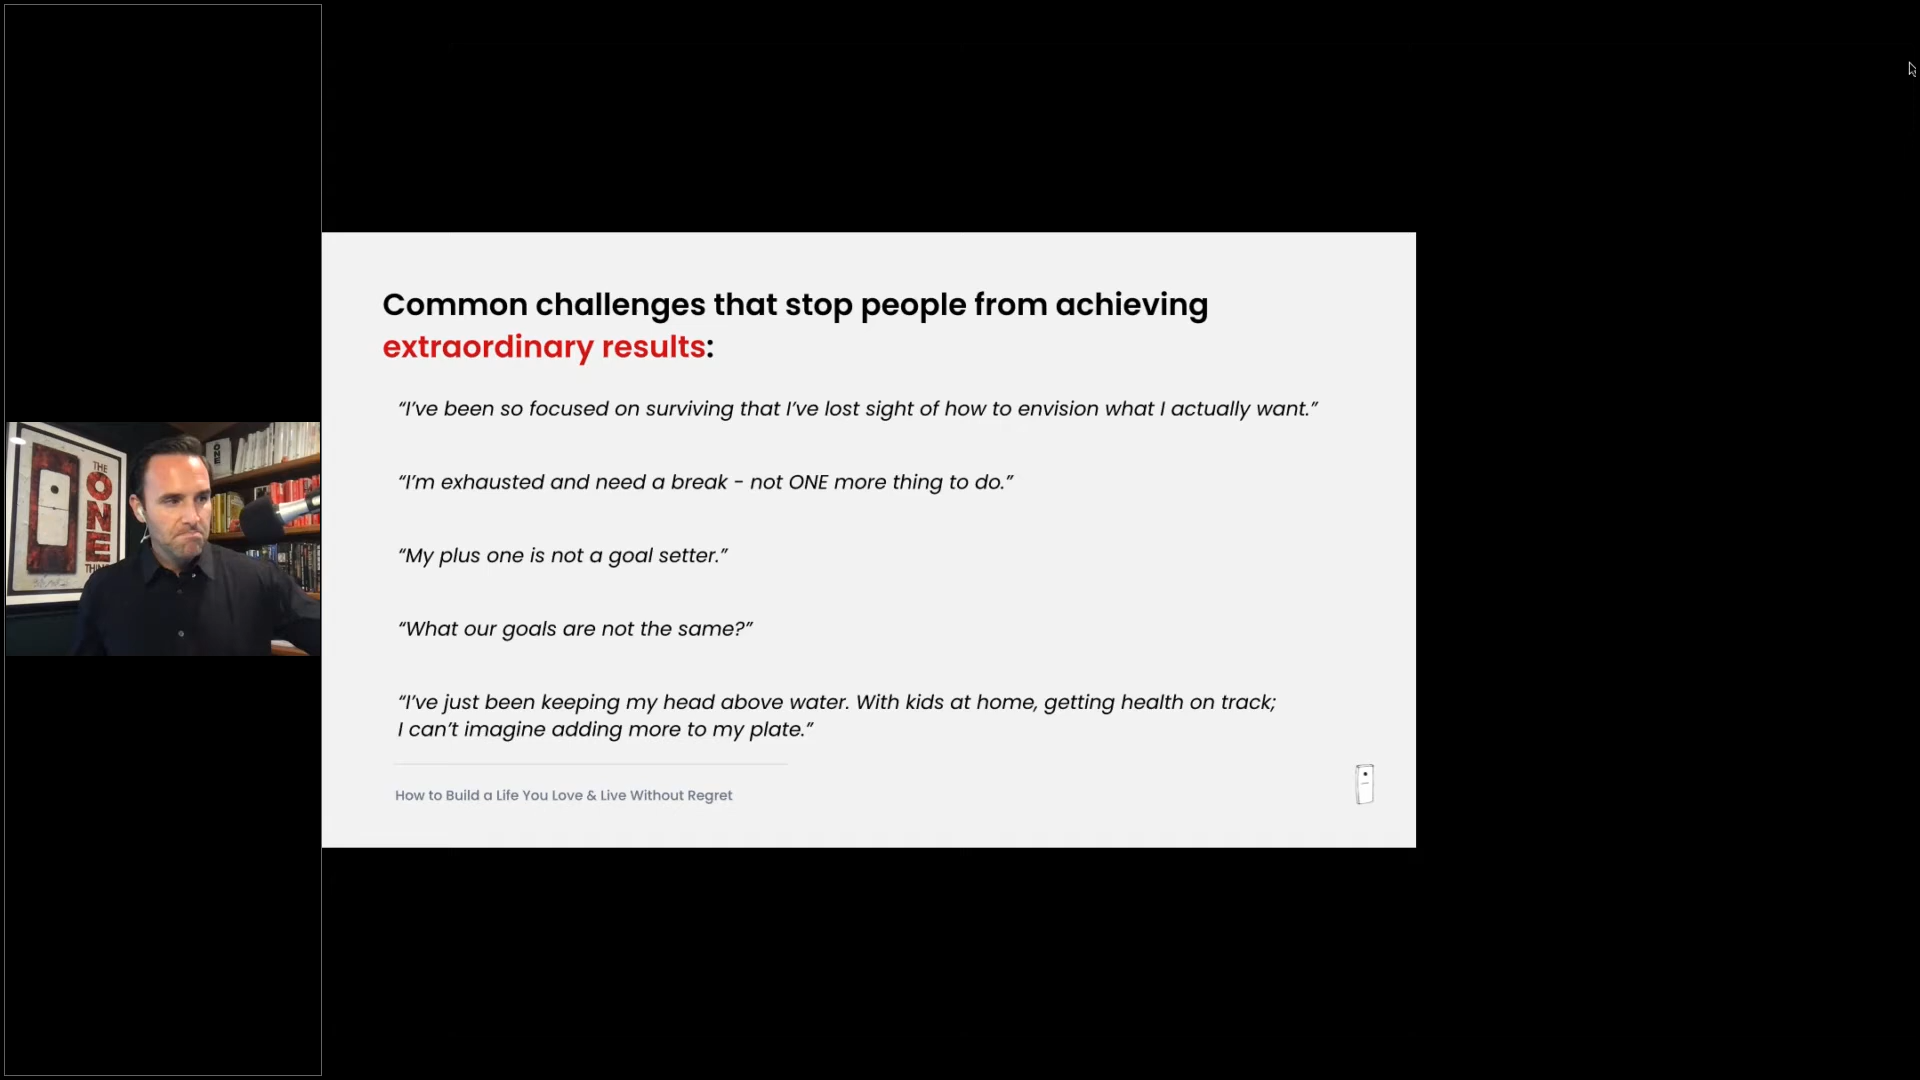 THE
ONE
THING
ONE
Common challenges that stop people from achieving
extraordinary results:
“I’ve been so focused on surviving that I’ve lost sight of how to envision what I actually want.”
“I’m exhausted and need a break - not ONE more thing to do.”
“My plus one is not a goal setter.”
“What our goals are not the same?”
“I’ve just been keeping my head above water. With kids at home, getting health on track;
I can’t imagine adding more to my plate.”
How to Build a Life You Love & Live Without Regret